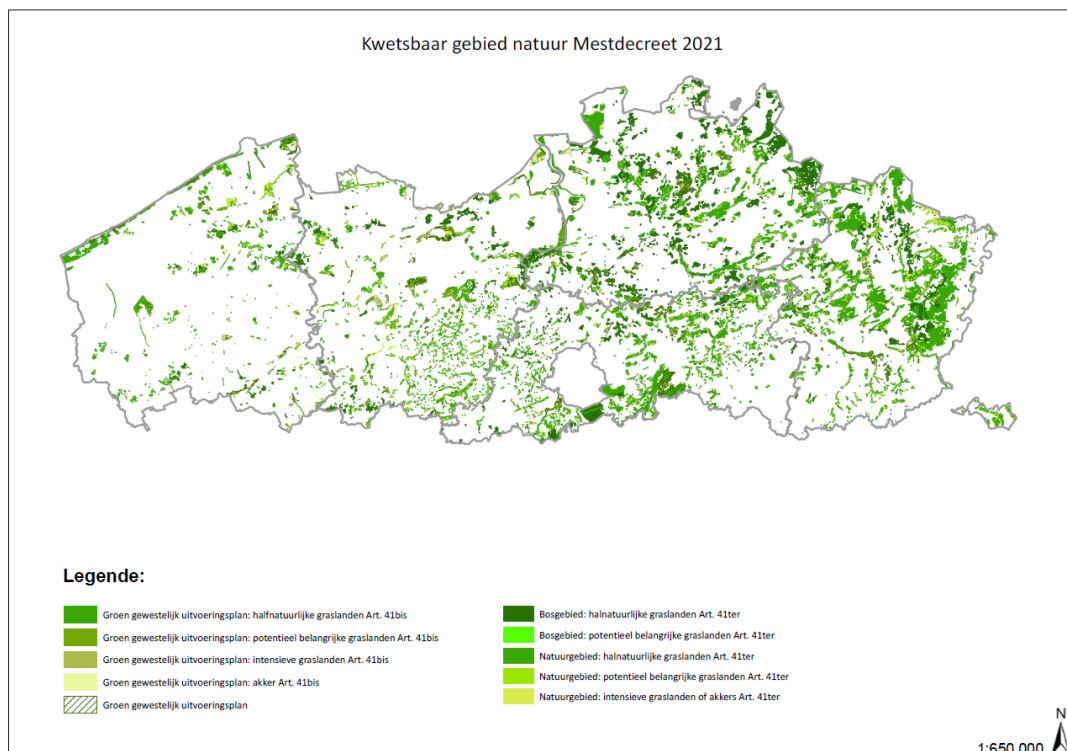 Kwetsbaar gebied natuur Mestdecreet 2021
Legende:
Groen gewestelijk uitvoeringsplan: halfnatuurlijke graslanden Art. 41bis
Groen gewestelijk uitvoeringsplan: potentieel belangrijke graslanden Art. 41bis
Groen gewestelijk uitvoeringsplan: intensieve graslanden Art. 41bis
Groen gewestelijk uitvoeringsplan: akker Art. 41bis
Groen gewestelijk uitvoeringsplan
Bosgebied: halnatuurlijke graslanden Art. 41ter
Bosgebied: potentieel belangrijke graslanden Art. 41ter
Natuurgebied: halnatuurlijke graslanden Art. 41ter
Natuurgebied: potentieel belangrijke graslanden Art. 41ter
Natuurgebied: intensieve graslanden of akkers Art. 41ter
N
1:650.000